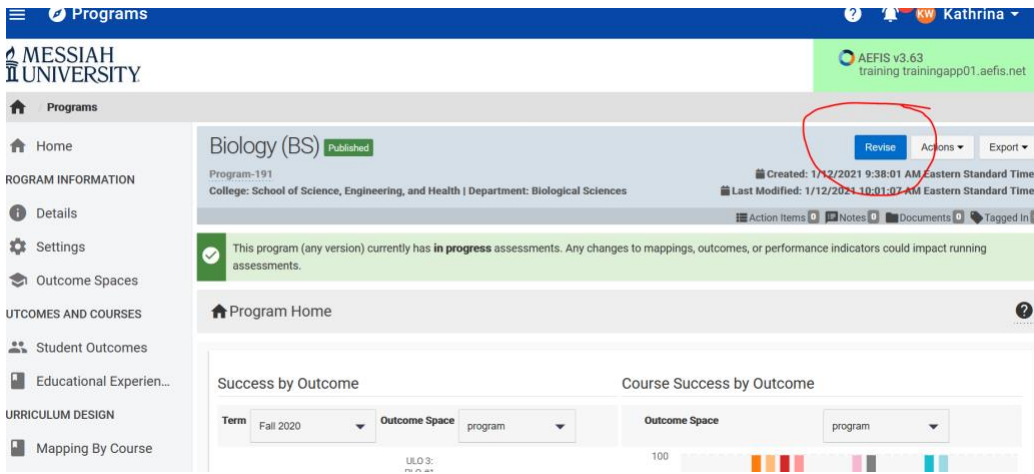 Programs
? KW Kathrina
MESSIAH
UNIVERSITY
AEFIS v3.63
training trainingapp01.aefis.net
/ Programs
Home
ROGRAM INFORMATION
Details
Settings
Outcome Spaces
UTCOMES AND COURSES
Student Outcomes
Educational Experien...
URRICULUM DESIGN
Mapping By Course
Biology (BS) Published
Revise Actions Export
Program-191
Created: 1/12/2021 9:38:01 AM Eastern Standard Time
College: School of Science, Engineering, and Health | Department: Biological Sciences
Last Modified: 1/12/2021 10:01:07 AM Eastern Standard Time
Action Items 0 Notes 0 Documents 0 Tagged In
This program (any version) currently has in progress assessments. Any changes to mappings, outcomes, or performance indicators could impact running
assessments.
Program Home
?
Success by Outcome
Term Fall 2020 Outcome Space program
ULO 3:
Course Success by Outcome
Outcome Space program
100